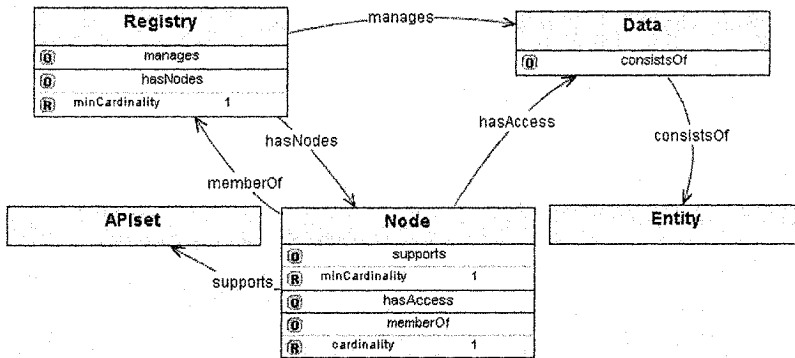 Registry
manages
hasNodes
minCardinality 1
manages
Data
consistsOf
hasNodes
memberOf
hasAccess
consistsOf
APIset
supports
Node
supports
minCardinality 1
hasAccess
memberOf
cardinality 1
Entity